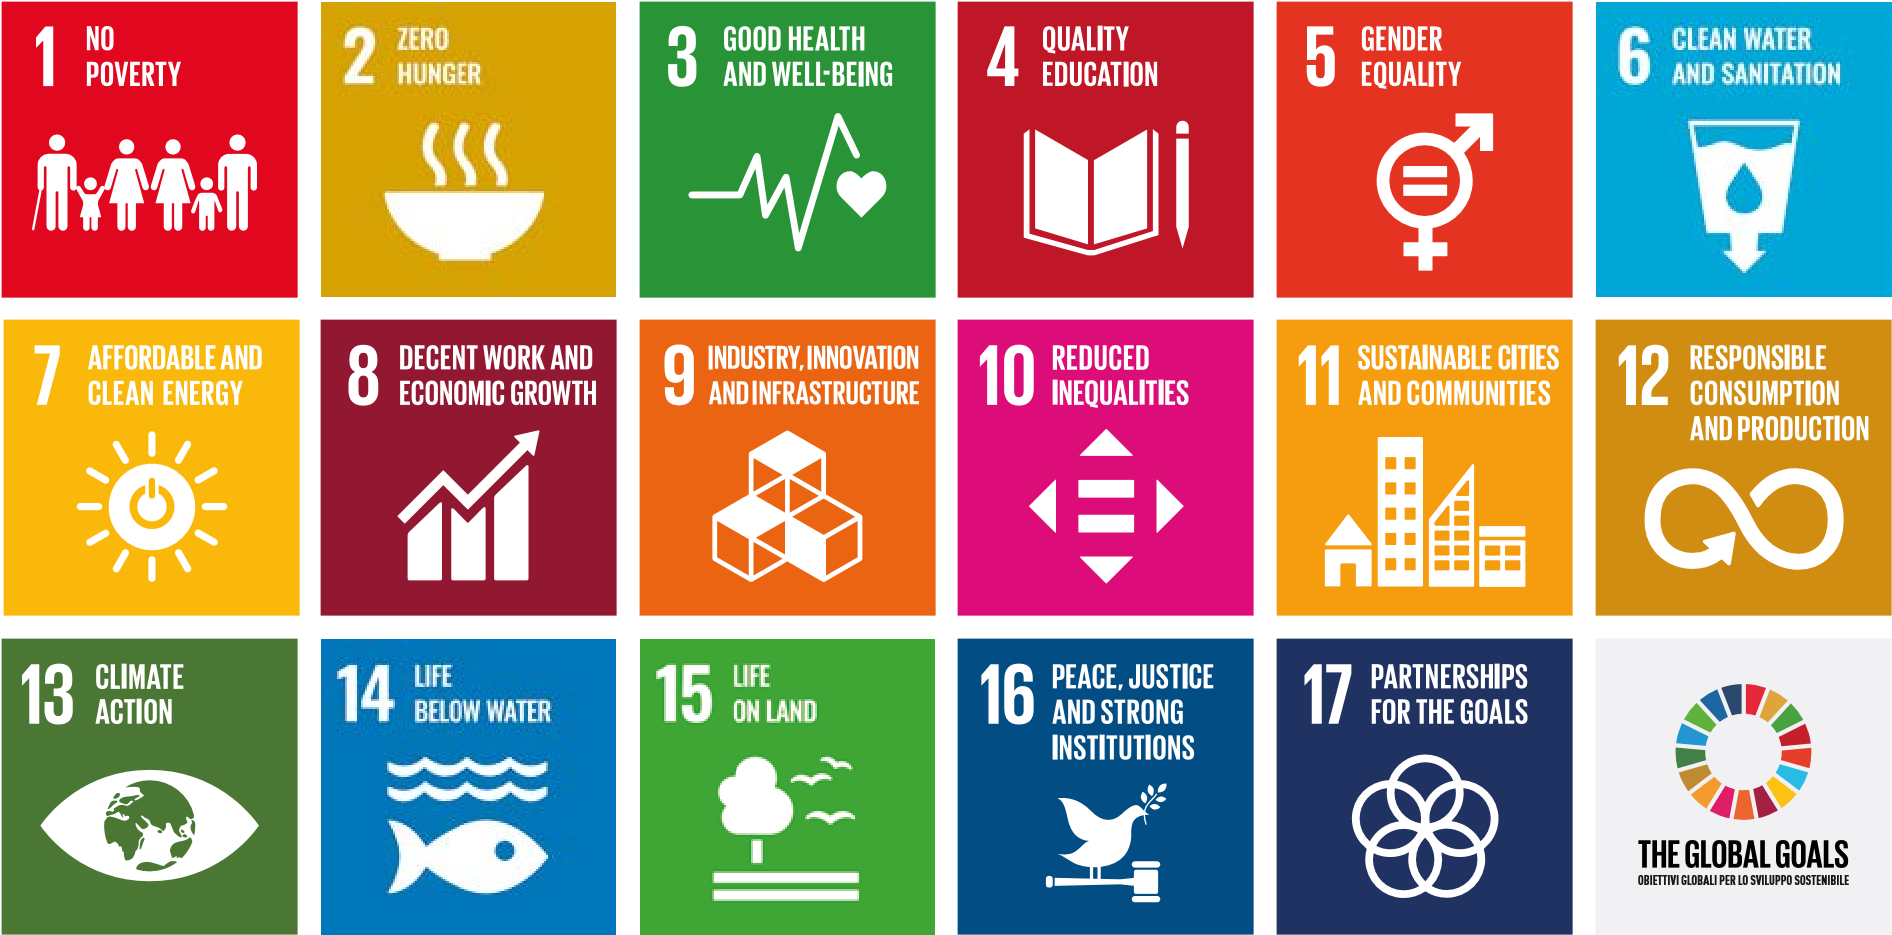 1 NO
POVERTY
2 ZERO
HUNGER
3 GOOD HEALTH
AND WELL-BEING
4 QUALITY
EDUCATION
5 GENDER
EQUALITY
6 CLEAN WATER
AND SANITATION
7 AFFORDABLE AND
CLEAN ENERGY
8 DECENT WORK AND
ECONOMIC GROWTH
9 INDUSTRY, INNOVATION
AND INFRASTRUCTURE
10 REDUCED
INEQUALITIES
11 SUSTAINABLE CITIES
AND COMMUNITIES
12 RESPONSIBLE
CONSUMPTION
AND PRODUCTION
13 CLIMATE
ACTION
14 LIFE
BELOW WATER
15 LIFE
ON LAND
16 PEACE, JUSTICE
AND STRONG
INSTITUTIONS
17 PARTNERSHIPS
FOR THE GOALS
THE GLOBAL GOALS
OBIETTIVI GLOBALI PER LO SVILUPPO SOSTENIBILE